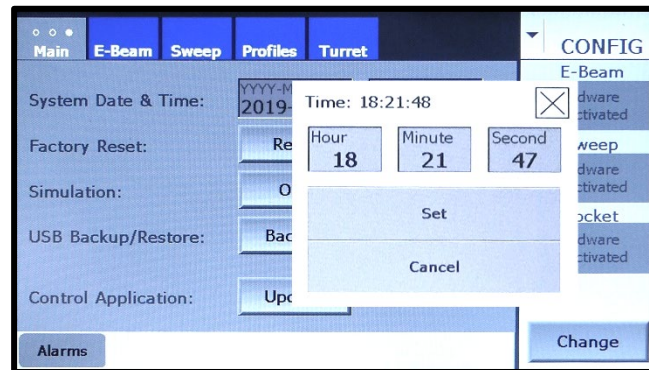 Main E-Beam Sweep Profiles Turret
CONFIG
E-Beam
System Date & Time:
YYYY-M
2019-
Time: 18:21:48
dware
ctivated
Factory Reset:
Re
Hour Minute Second
18 21 47
weep
dware
ctivated
Simulation:
O
Set
ocket
USB Backup/Restore:
Bac
dware
ctivated
Cancel
Control Application:
Upd
Alarms
Change